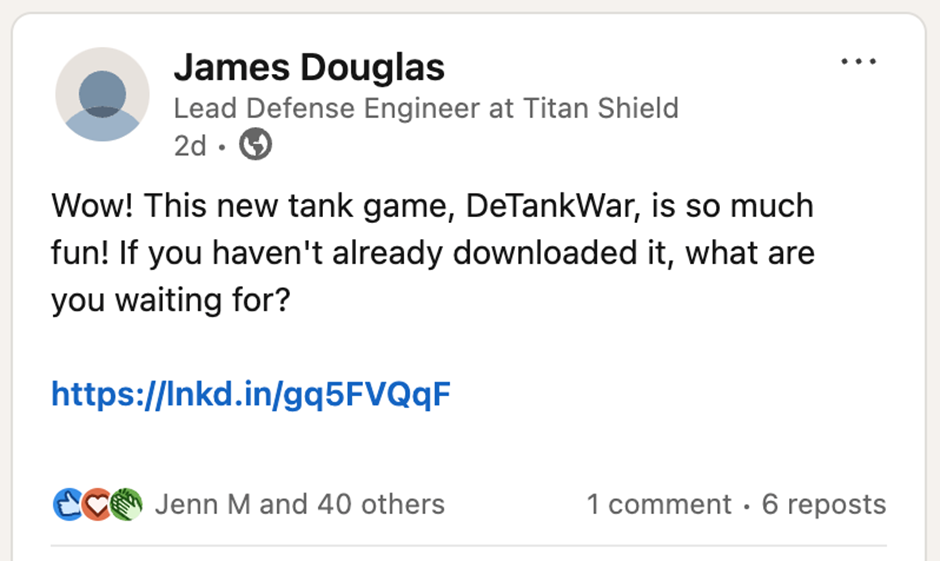 James Douglas
Lead Defense Engineer at Titan Shield
2d •
Wow! This new tank game, DeTankWar, is so much
fun! If you haven't already downloaded it, what are
you waiting for?
https://lnkd.in/gq5FVQqF
Jenn M and 40 others 1 comment • 6 reposts